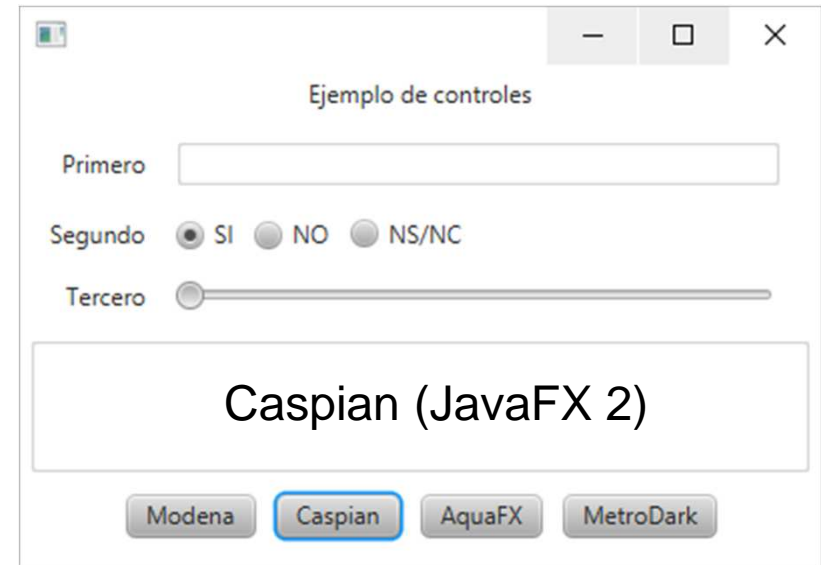 Ejemplo de controles
Primero
Segundo SI NO NS/NC
Tercero
Caspian (JavaFX 2)
Modena Caspian AquaFX MetroDark